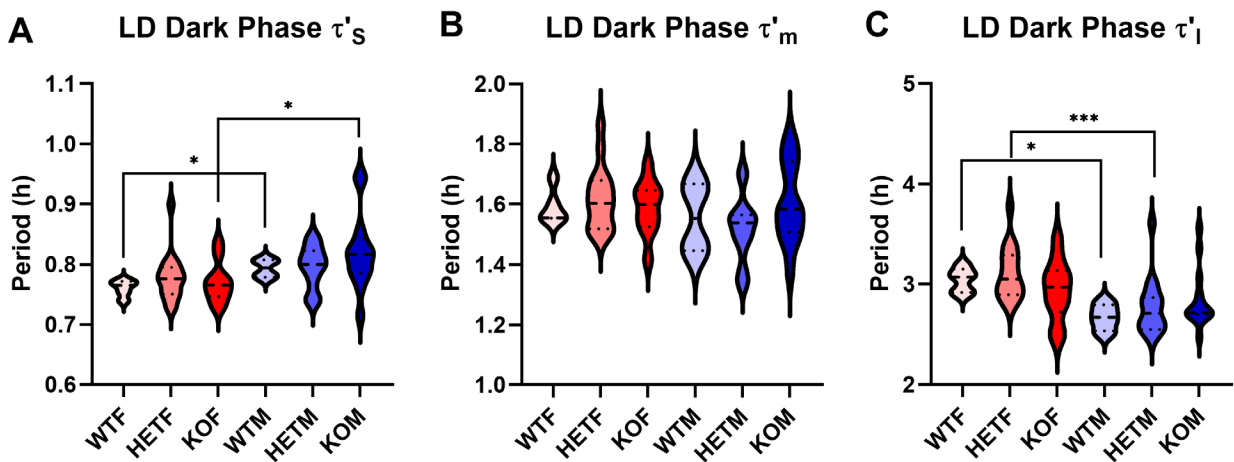 A LD Dark Phase τ'S
Period (h)
1.1
1.0
0.9
0.8
0.7
0.6
*
*
WTF HETF KOF WTM HETM KOM
B LD Dark Phase τ'm
Period (h)
2.0
1.8
1.6
1.4
1.2
1.0
WTF HETF KOF WTM HETM KOM
C LD Dark Phase τ'l
Period (h)
5
4
3
2
***
*
WTF HETF KOF WTM HETM KOM